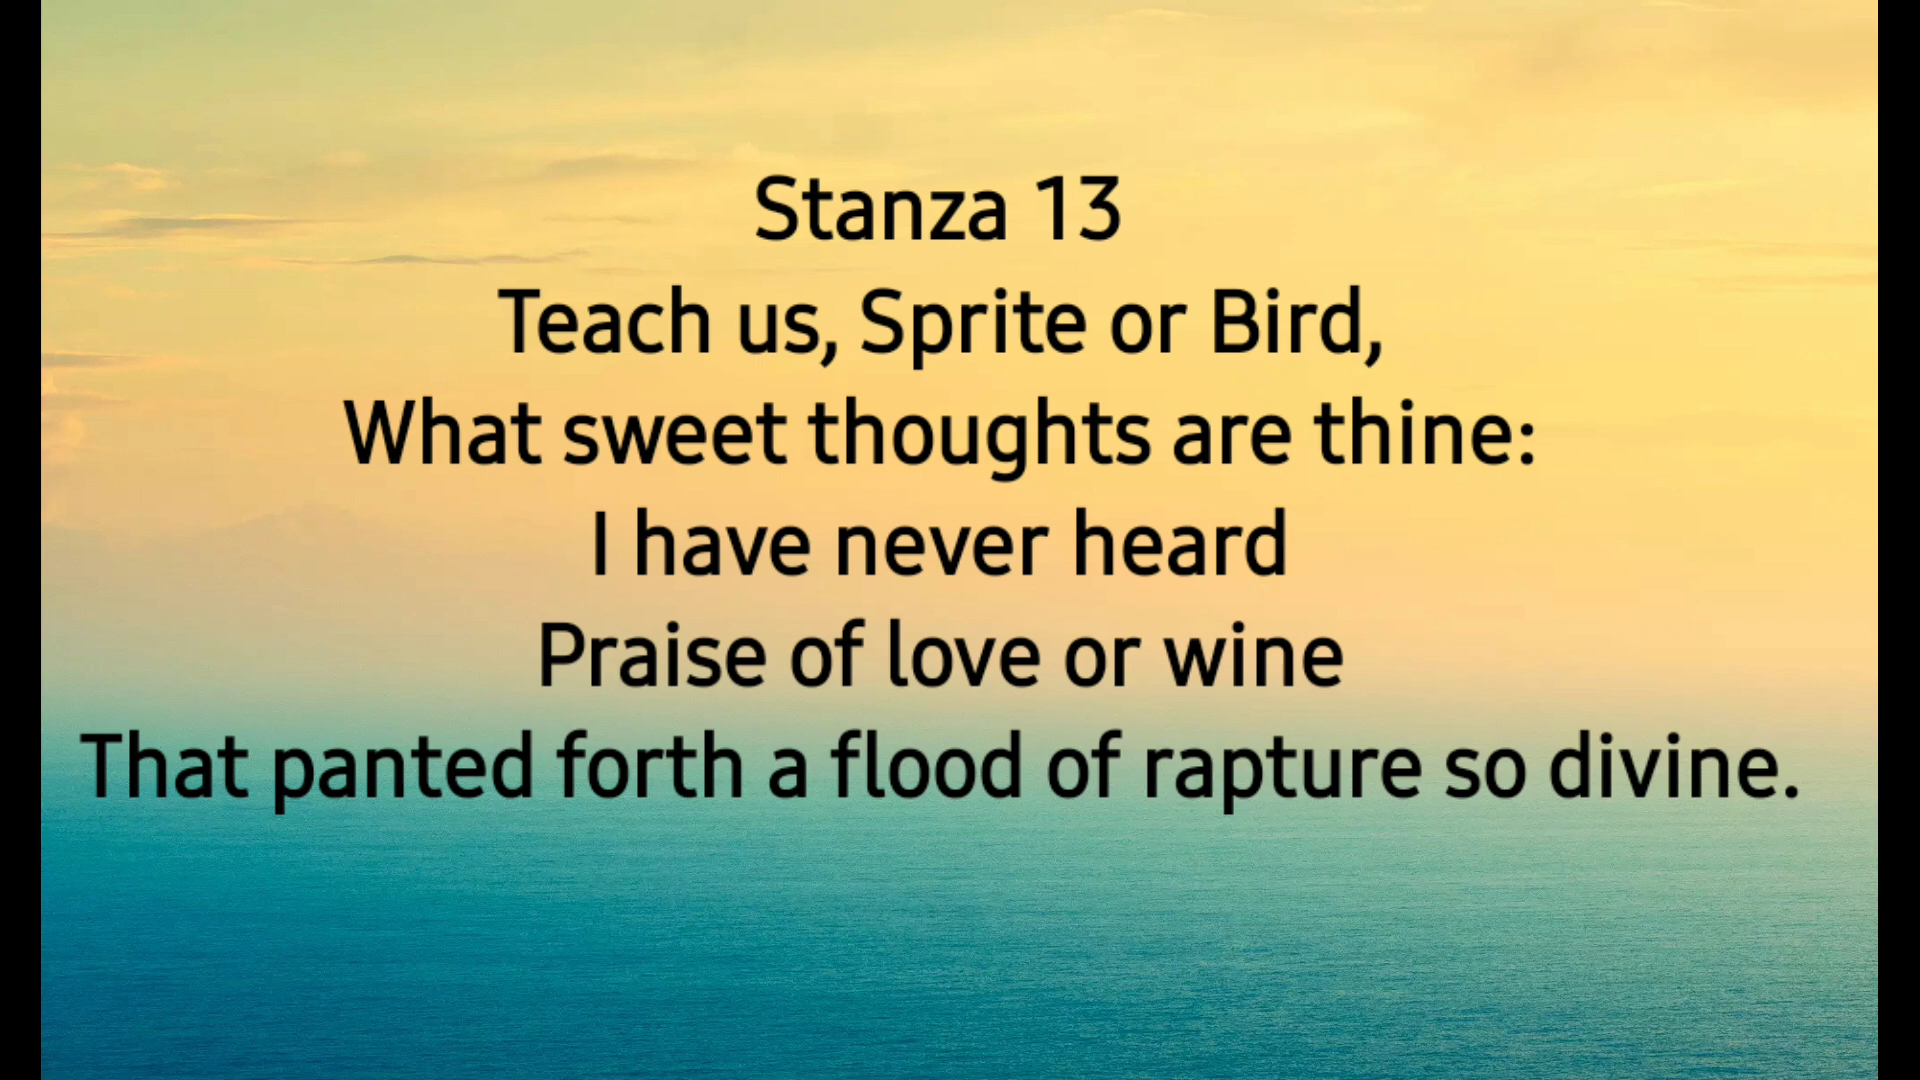 Stanza 13
Teach us, Sprite or Bird,
What sweet thoughts are thine:
I have never heard
Praise of love or wine
That panted forth a flood of rapture so divine.